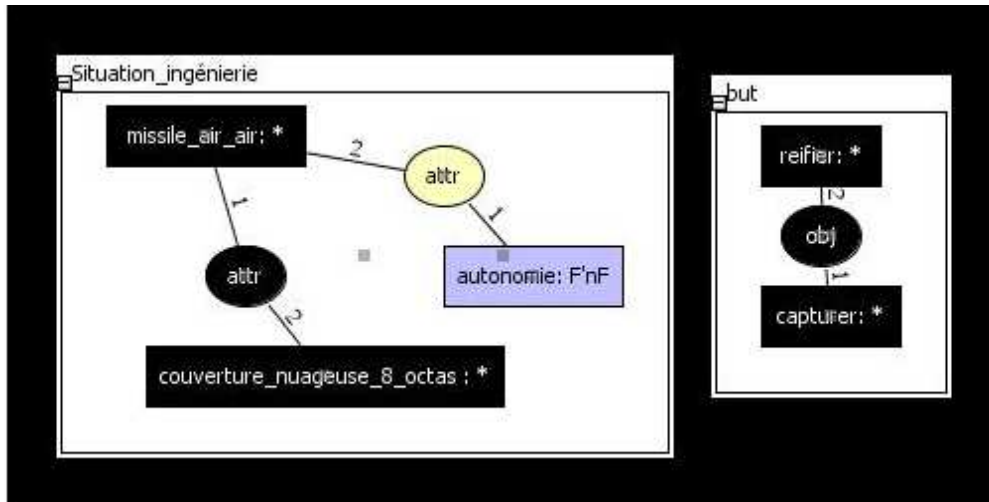 Situation_ingénierie
missile_air_air: *
2
attr
1
1
autonomie: F'nF
attr
2
couverture_nuageuse_8_octas : *
but
reifier: *
2
obj
1
capturer: *